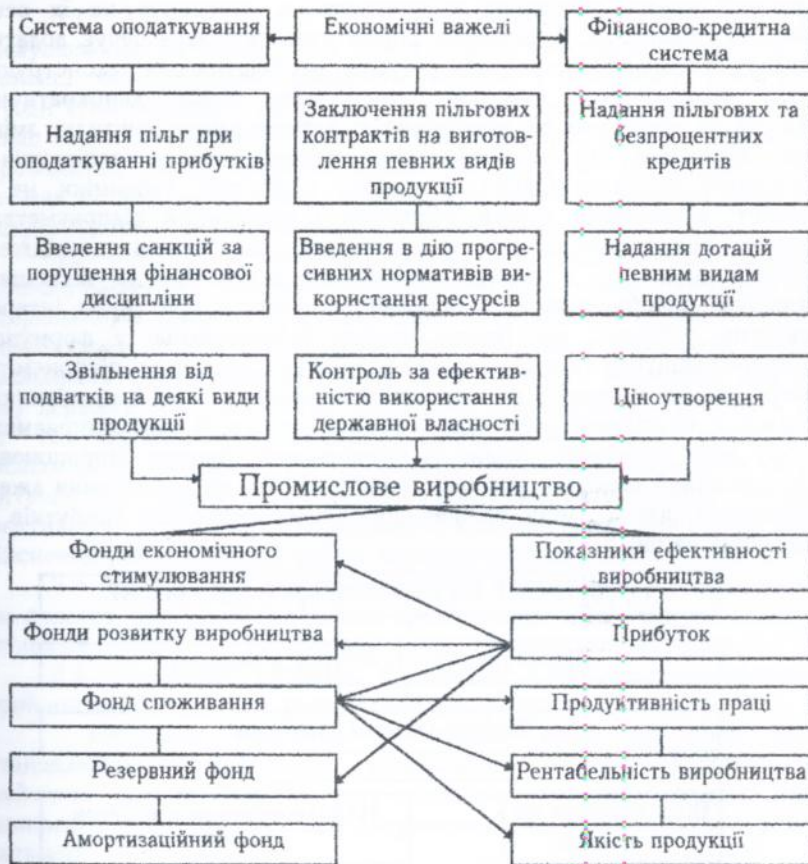 Система оподаткування
Економічні важелі
Фінансово-кредитна
система
Надання пільг при
оподаткуванні прибутків
Заключення пільгових
контрактів на виготов-
лення певних видів
продукції
Надання пільгових та
безпроцентних
кредитів
Введення санкцій за
порушення фінансової
дисципліни
Введення в дію прогре-
сивних нормативів ви-
користання ресурсів
Надання дотацій
певним видам
продукції
Звільнення від
податків на деякі види
продукції
Контроль за ефектив-
ністю використання
державної власності
Ціноутворення
Промислове виробництво
Фонди економічного
стимулювання
Показники ефективності
виробництва
Фонди розвитку виробництва
Прибуток
Фонд споживання
Продуктивність праці
Резервний фонд
Рентабельність виробництва
Амортизаційний фонд
Якість продукції